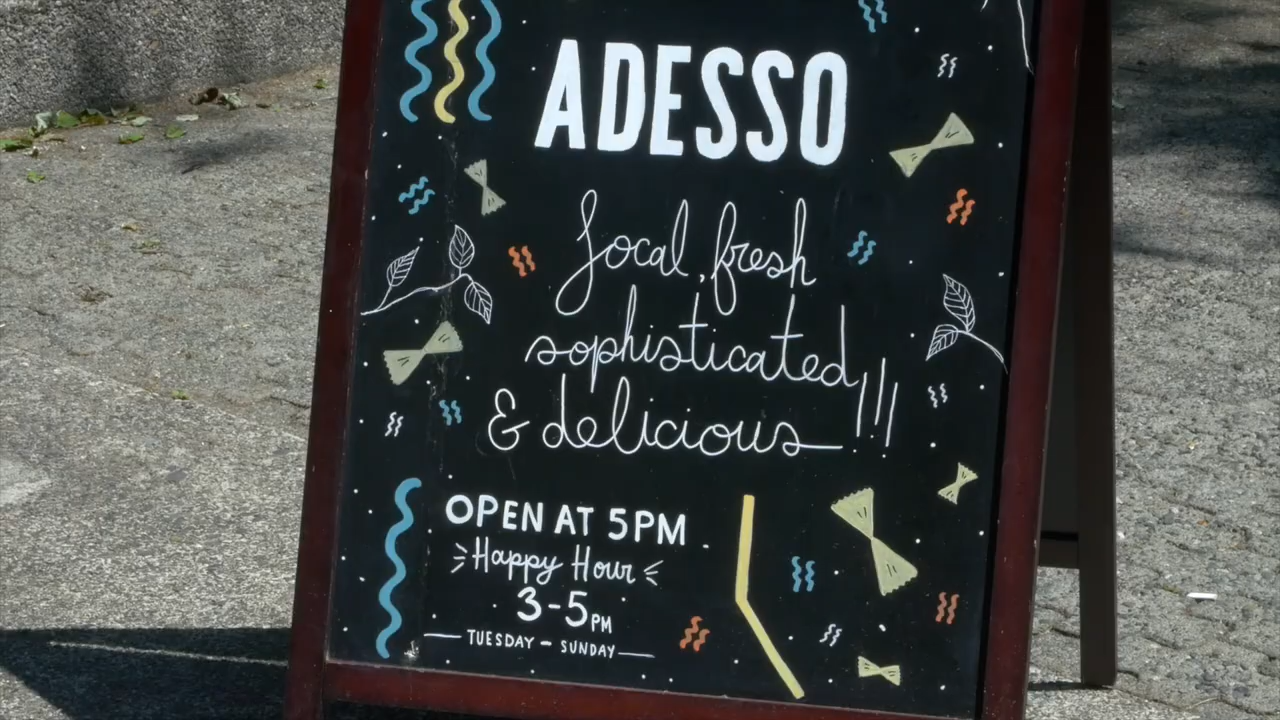 ADESSO
local, fresh
sophisticated,
& delicious!!!
OPEN AT 5PM
Happy Hour
3-5PM
TUESDAY - SUNDAY